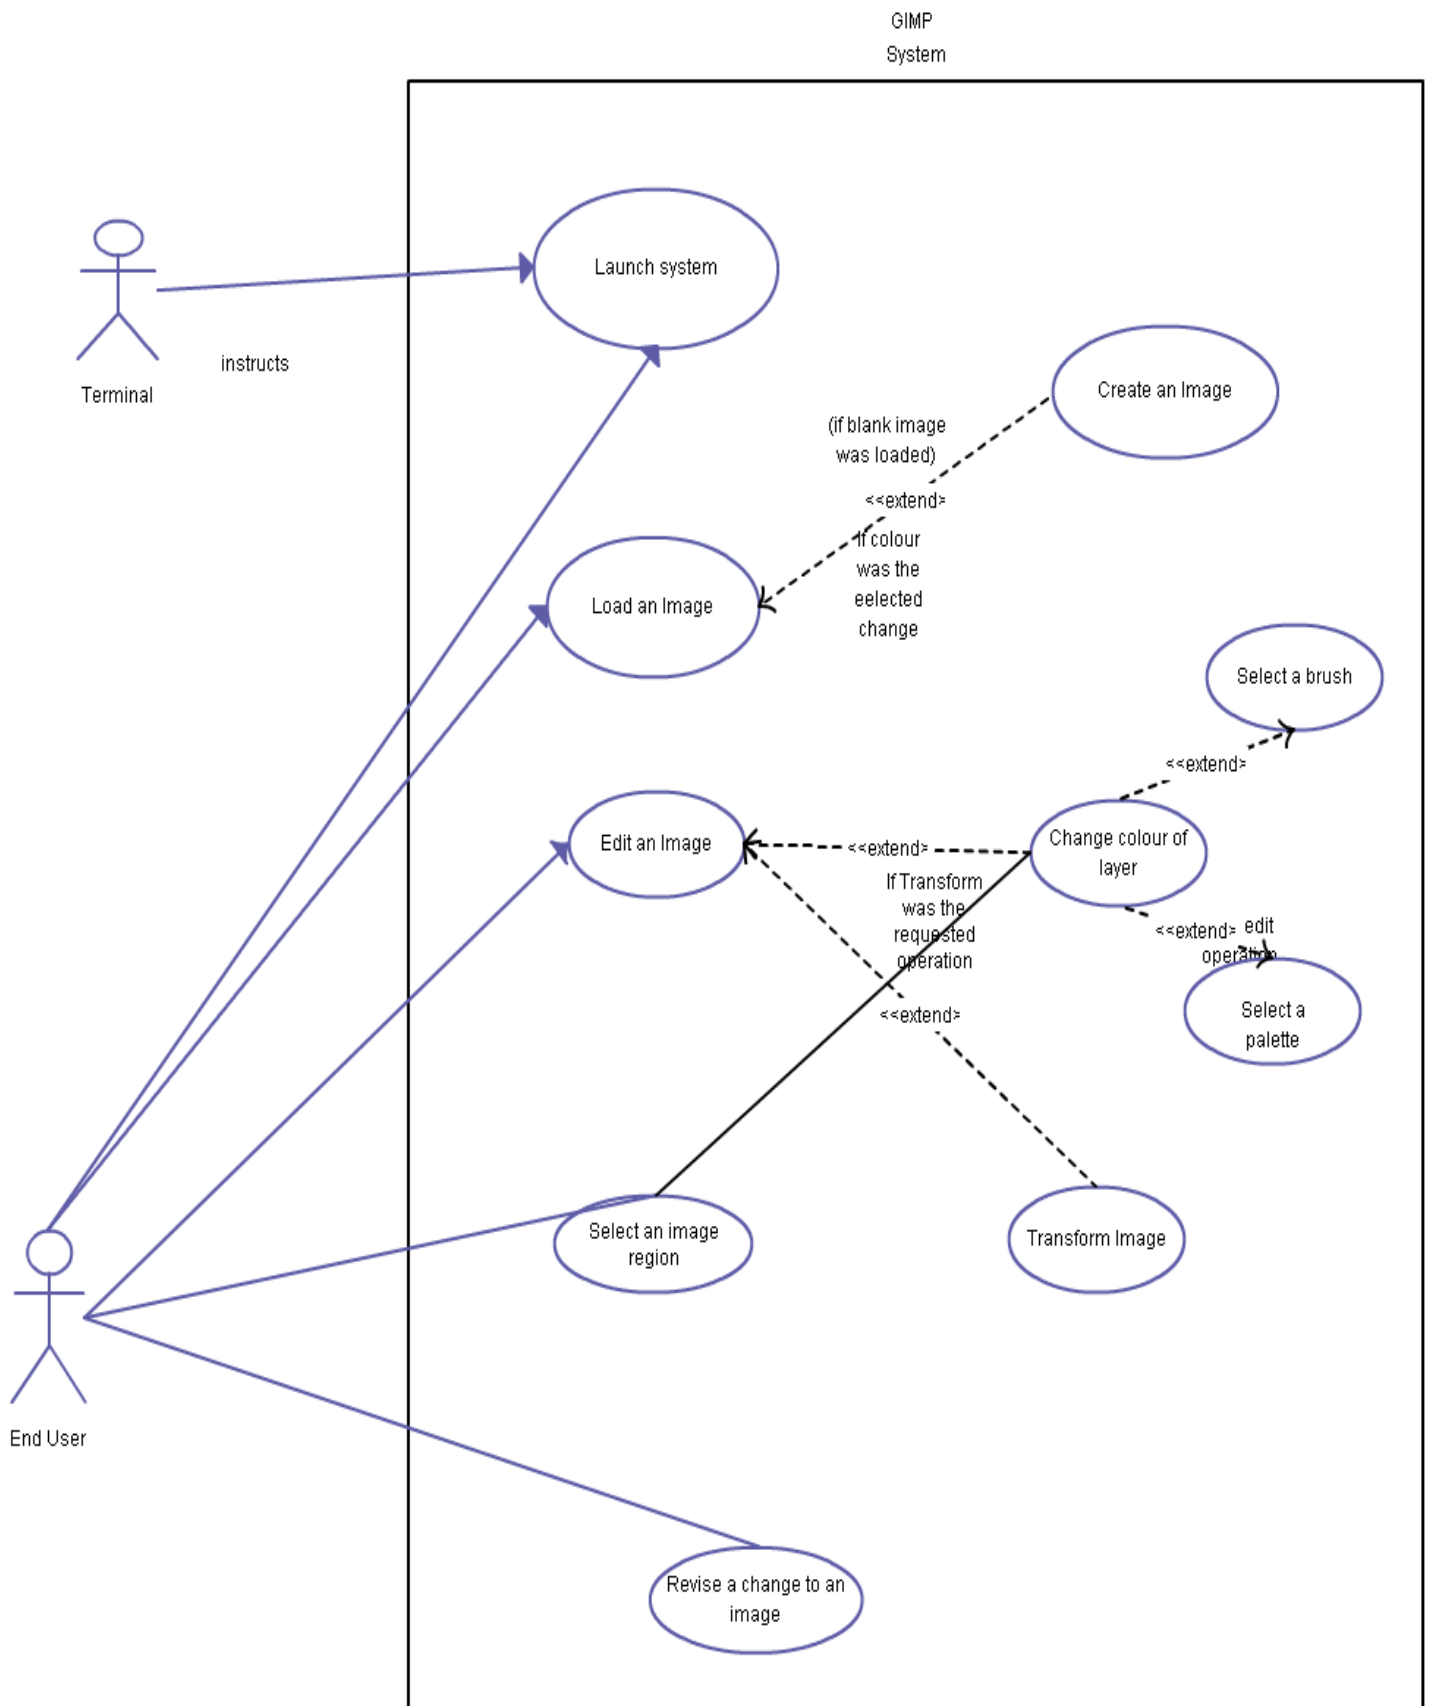 GIMP
System
Launch system
instructs
Terminal
Create an Image
(if blank image
was loaded)
<<extend>
If colour
was the
eelected
change
Load an Image
Select a brush
<<extend>
Edit an Image
<<extend>
Change colour of
layer
If Transform
was the
requested
operation
<<extend> edit
operation
Select a
palette
<<extend>
Select an image
region
Transform Image
End User
Revise a change to an
image